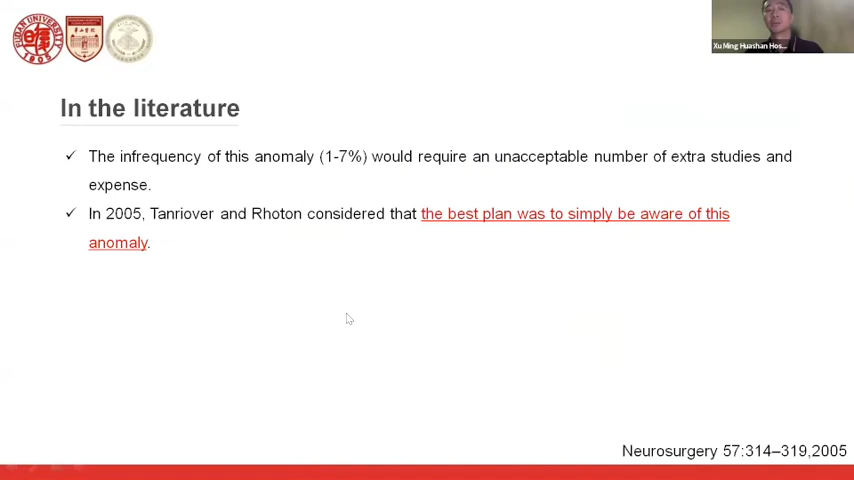 Xu Ming Huashan Hos...
In the literature
✓ The infrequency of this anomaly (1-7%) would require an unacceptable number of extra studies and
expense.
✓ In 2005, Tanriover and Rhoton considered that the best plan was to simply be aware of this
anomaly.
Neurosurgery 57:314–319,2005